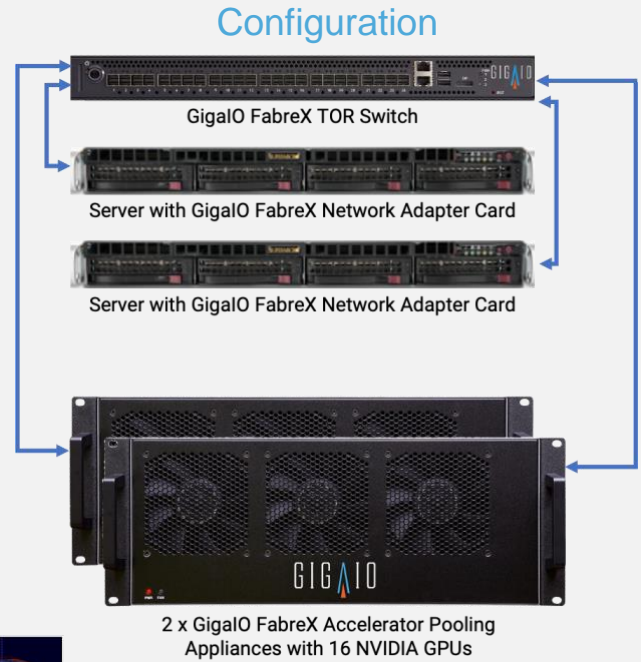 Configuration
GIGAIO
GigaIO FabreX TOR Switch
Server with GigaIO FabreX Network Adapter Card
Server with GigaIO FabreX Network Adapter Card
GIGAIO
2 x GigaIO FabreX Accelerator Pooling
Appliances with 16 NVIDIA GPUs